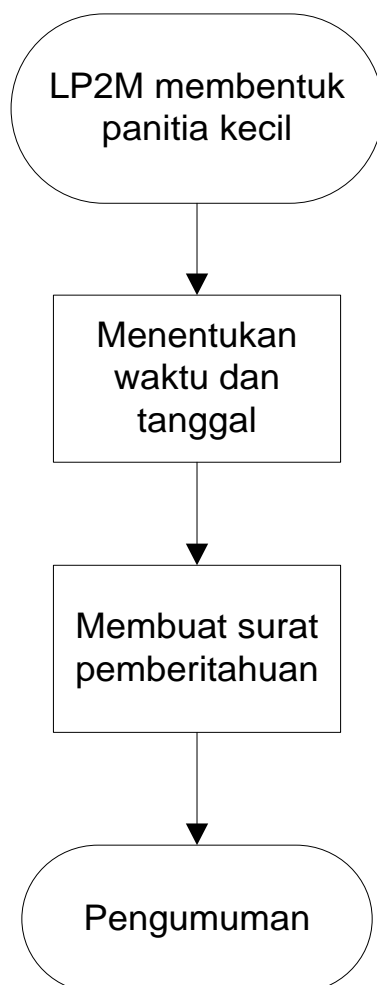 LP2M membentuk
panitia kecil
Menentukan
waktu dan
tanggal
Membuat surat
pemberitahuan
Pengumuman